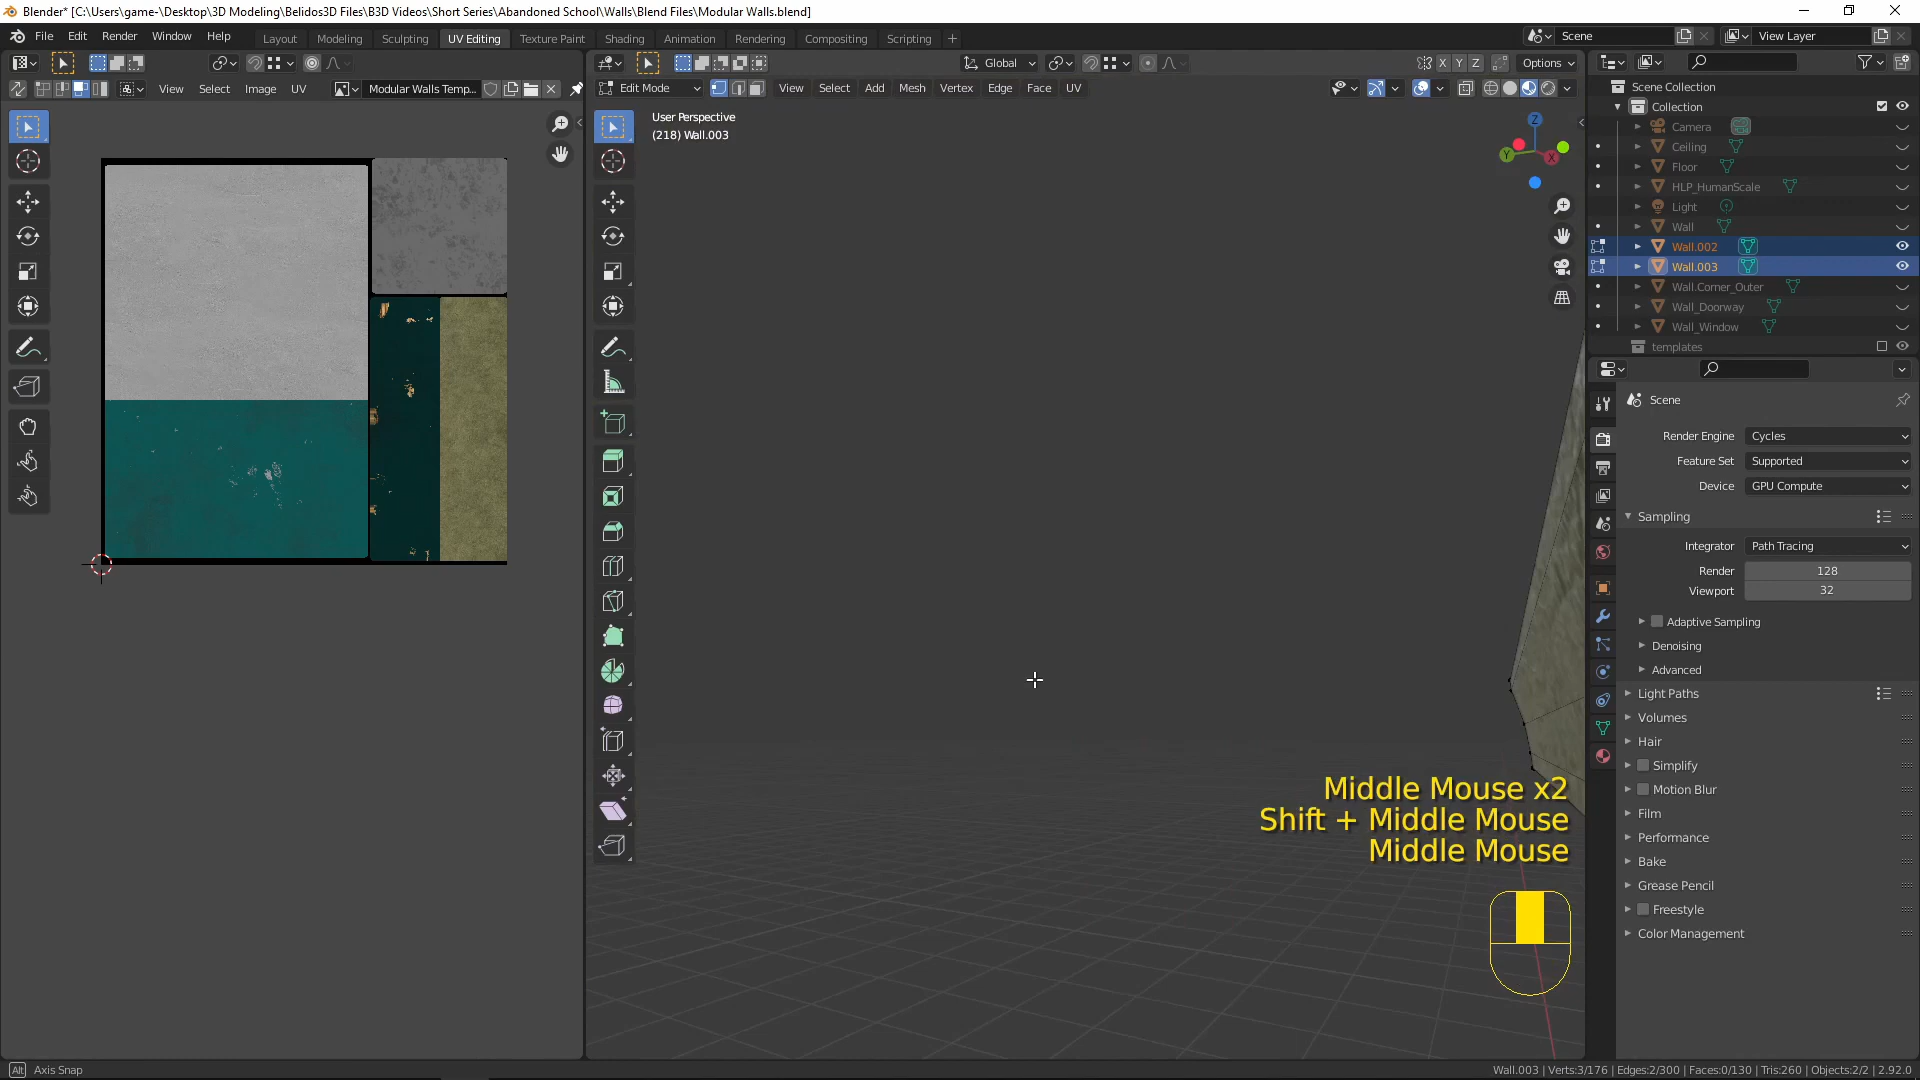 Blender* [C:\Users\game-\Desktop\3D Modeling\Belidos3D Files\B3D Videos\Short Series\Abandoned School\Walls\Blend Files\Modular Walls.blend]
File Edit Render Window Help
Layout Modeling Sculpting UV Editing Texture Paint Shading Animation Rendering Compositing Scripting +
Scene
View Layer
Global
X Y Z
Options
View Select Image UV
Modular Walls Temp...
Edit Mode
View Select Add Mesh Vertex Edge Face UV
User Perspective
(218) Wall.003
Z
Y
X
Scene Collection
Collection
Camera
Ceiling
Floor
HLP_HumanScale
Light
Wall
Wall.002
Wall.003
Wall.Corner_Outer
Wall_Doorway
Wall_Window
templates
Scene
Render Engine Cycles
Feature Set Supported
Device GPU Compute
Sampling
Integrator Path Tracing
Render 128
Viewport 32
Adaptive Sampling
Denoising
Advanced
Light Paths
Volumes
Hair
Simplify
Motion Blur
Film
Performance
Bake
Grease Pencil
Freestyle
Color Management
Middle Mouse x2
Shift + Middle Mouse
Middle Mouse
Alt Axis Snap
Wall.003 | Verts:3/176 | Edges:2/300 | Faces:0/130 | Tris:260 | Objects:2/2 | 2.92.0